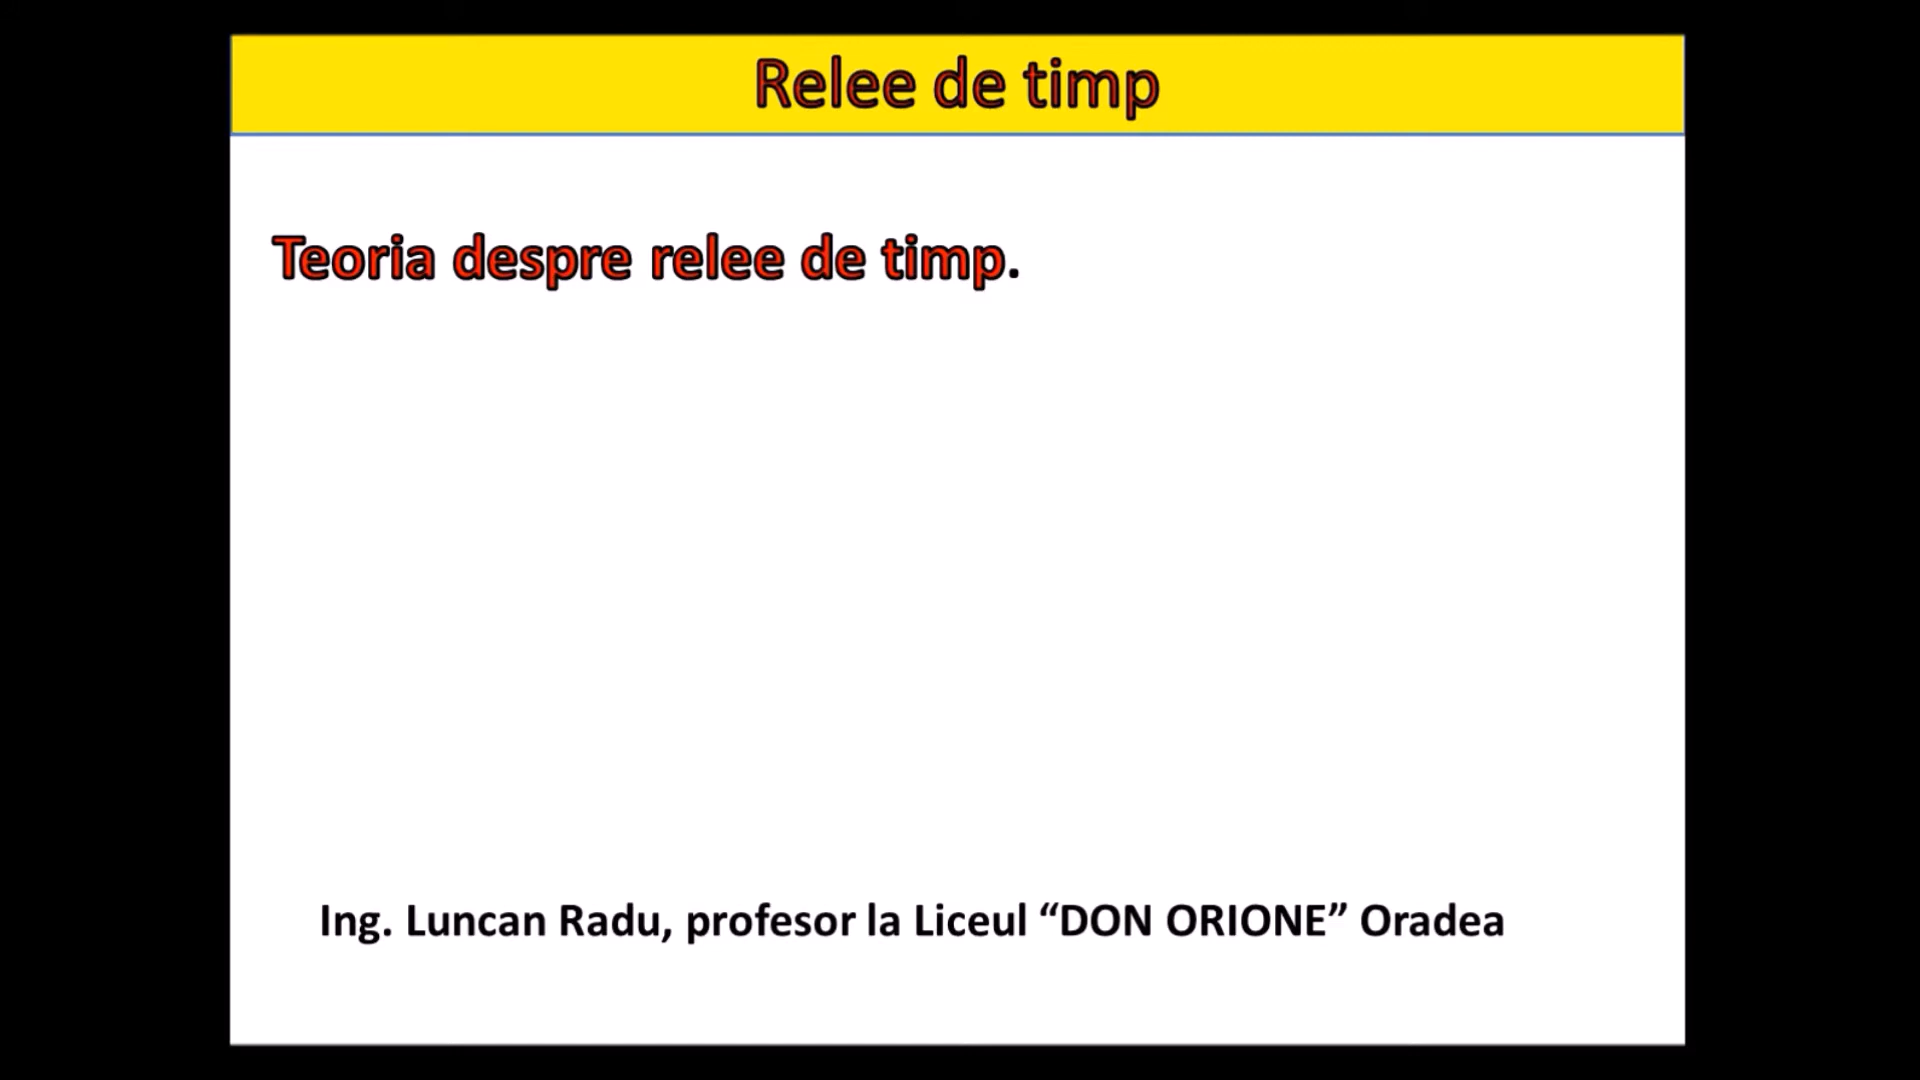 Relee de timp
Teoria despre relee de timp.
Ing. Luncan Radu, profesor la Liceul “DON ORIONE” Oradea